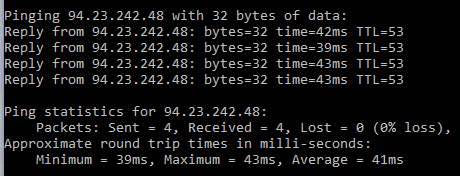 Pinging 94.23.242.48 with 32 bytes of data:
Reply from 94.23.242.48: bytes=32 time=42ms TTL=53
Reply from 94.23.242.48: bytes=32 time=39ms TTL=53
Reply from 94.23.242.48: bytes=32 time=43ms TTL=53
Reply from 94.23.242.48: bytes=32 time=43ms TTL=53

Ping statistics for 94.23.242.48:
    Packets: Sent = 4, Received = 4, Lost = 0 (0% loss),
Approximate round trip times in milli-seconds:
    Minimum = 39ms, Maximum = 43ms, Average = 41ms